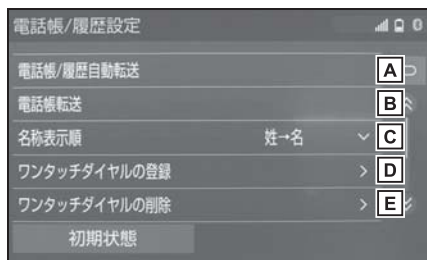 電話帳/履歴設定
電話帳/履歴自動転送 A
電話帳転送 B
名称表示順 姓→名 C
ワンタッチダイヤルの登録 D
ワンタッチダイヤルの削除 E
初期状態